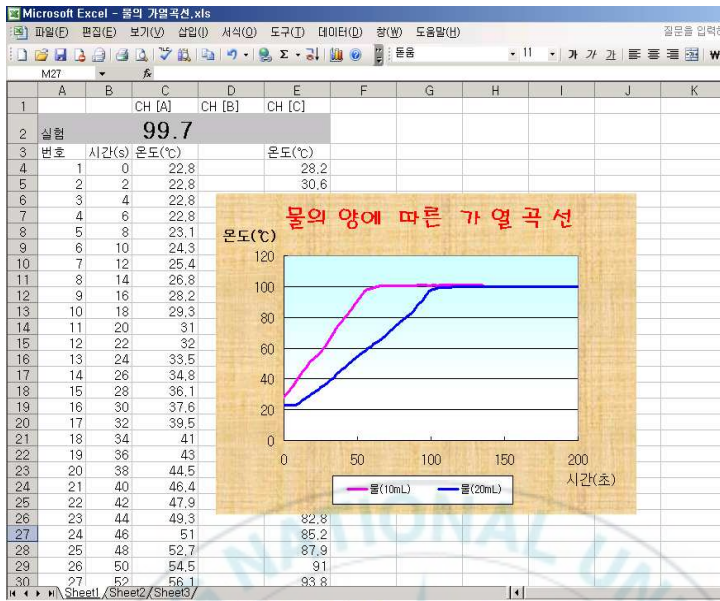 Microsoft Excel - 물의 가열곡선.xls
파일(F) 편집(E) 보기(V) 삽입(I) 서식(O) 도구(T) 데이터(D) 창(W) 도움말(H) 질문을 입력하
돋움 11 가 가 가
M27 fx
A B C D E F G H I J K
1 CH [A] CH [B] CH [C]
2 실험 99.7
3 번호 시간(s) 온도(℃) 온도(℃)
4 1 0 22.8 28.2
5 2 2 22.8 30.6
6 3 4 22.8
7 4 6 22.8
8 5 8 23.1
9 6 10 24.3
10 7 12 25.4
11 8 14 26.8
12 9 16 28.2
13 10 18 29.3
14 11 20 31
15 12 22 32
16 13 24 33.5
17 14 26 34.8
18 15 28 36.1
19 16 30 37.6
20 17 32 39.5
21 18 34 41
22 19 36 43
23 20 38 44.5
24 21 40 46.4
25 22 42 47.9
26 23 44 49.3 82.8
27 24 46 51 85.2
28 25 48 52.7 87.9
29 26 50 54.5 91
30 27 52 56.1 93.8
물의 양에 따른 가열곡선
온도(℃)
120
100
80
60
40
20
0
0 50 100 150 200
시간(초)
물(10mL) 물(20mL)
Sheet1 Sheet2 Sheet3
NATIONAL UN